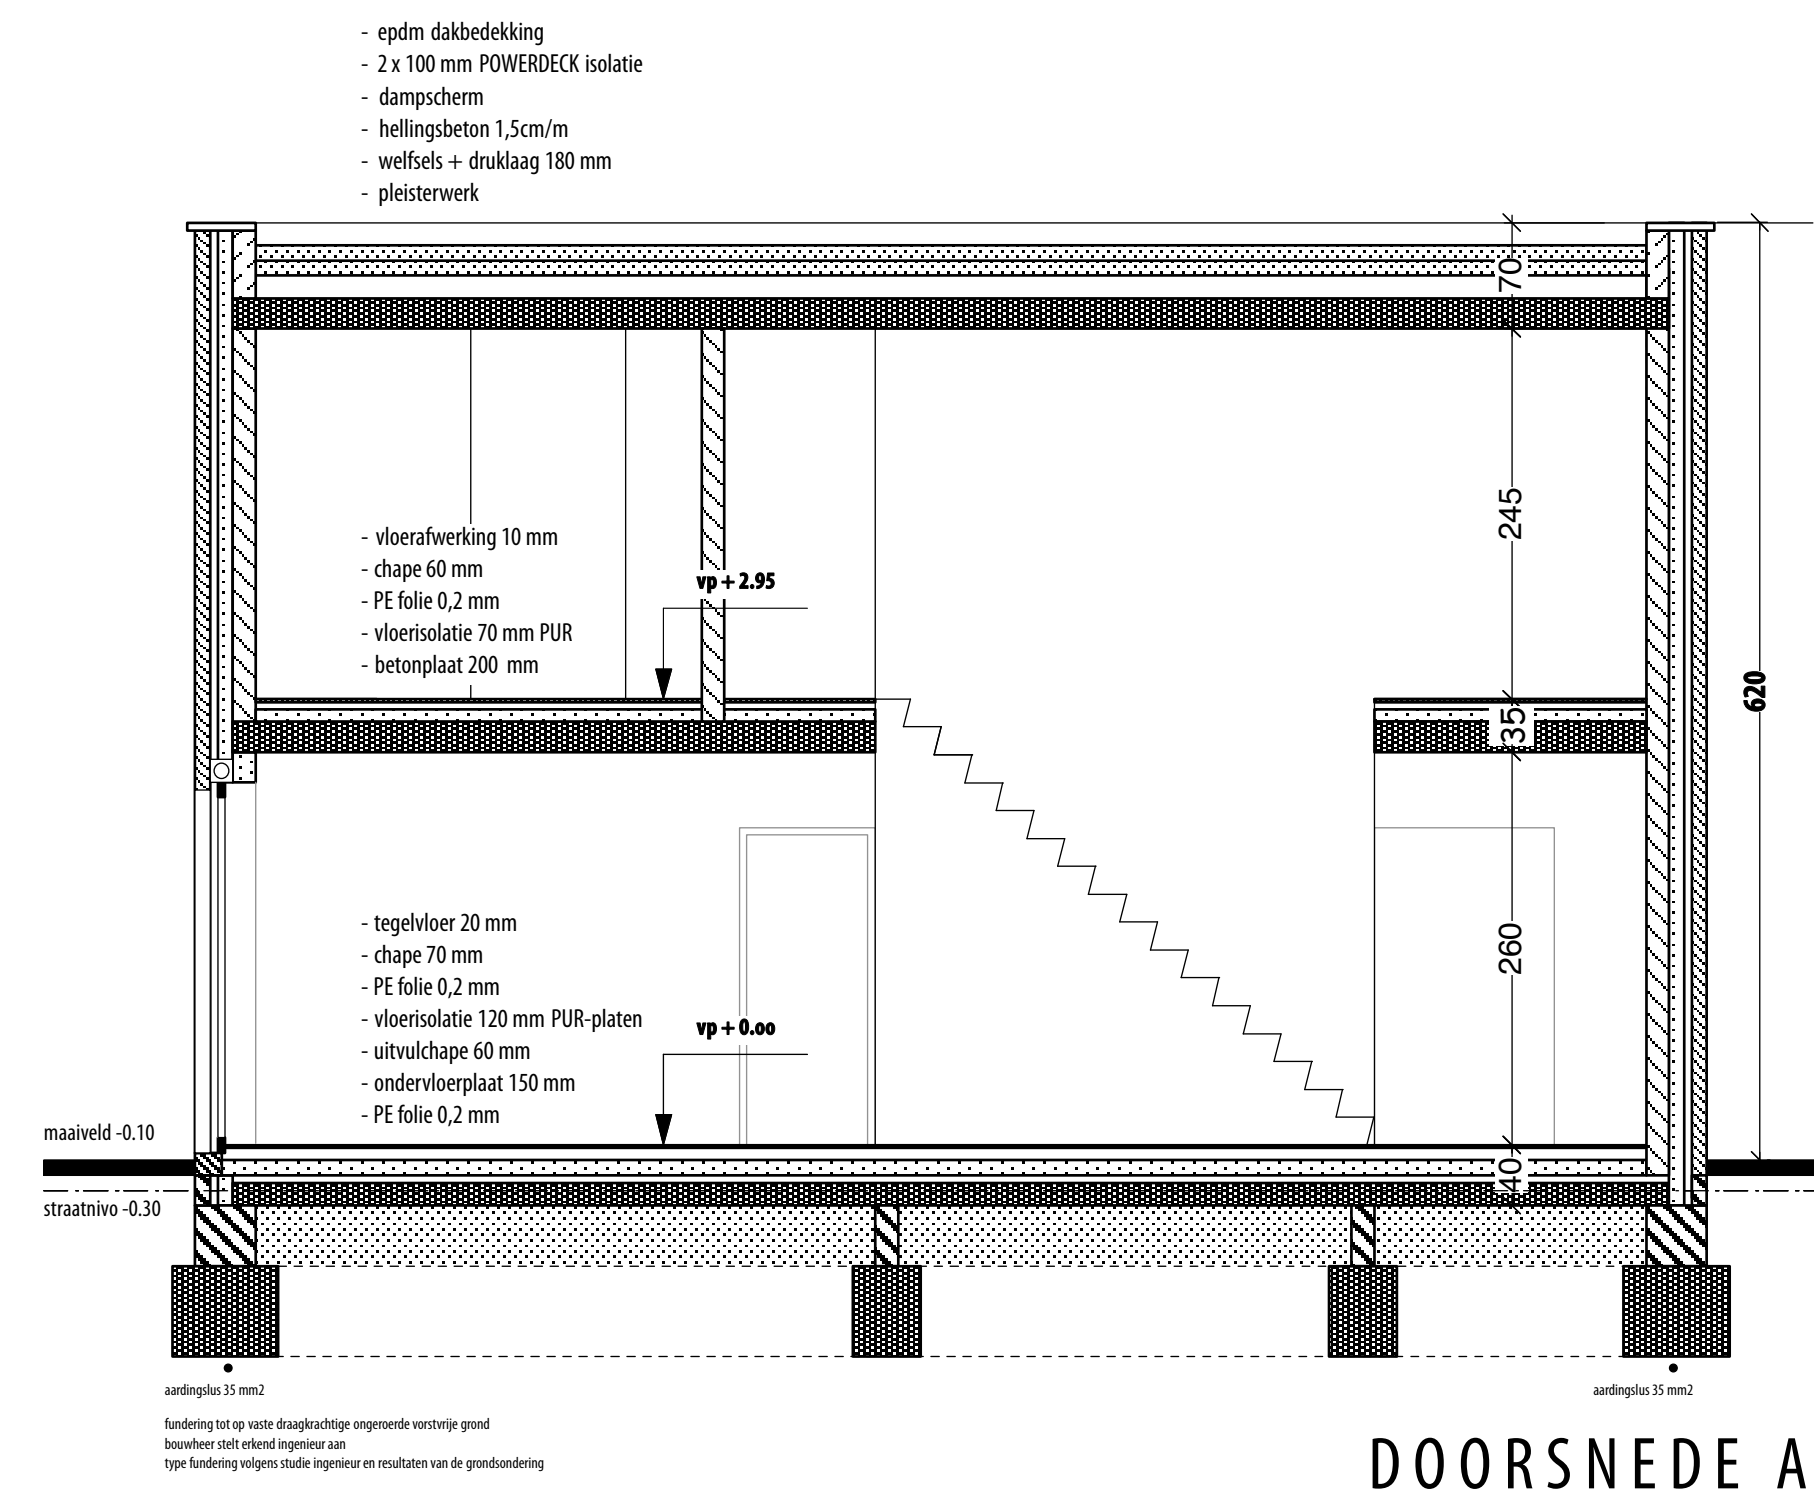 - epdm dakbedekking
- 2 x 100 mm POWERDECK isolatie
- dampscherm
- hellingsbeton 1,5cm/m
- welfsels + druklaag 180 mm
- pleisterwerk
70
245
- vloerafwerking 10 mm
- chape 60 mm
- PE folie 0,2 mm
- vloerisolatie 70 mm PUR
- betonplaat 200 mm
vp + 2.95
620
35
260
- tegelvloer 20 mm
- chape 70 mm
- PE folie 0,2 mm
- vloerisolatie 120 mm PUR-platen
- uitvulchape 60 mm
- ondervloerplaat 150 mm
- PE folie 0,2 mm
vp + 0.oo
maaiveld -0.10
40
straatnivo -0.30
aardingslus 35 mm2
aardingslus 35 mm2
fundering tot op vaste draagkrachtige ongeroerde vorstvrije grond
bouwheer stelt erkend ingenieur aan
type fundering volgens studie ingenieur en resultaten van de grondsondering
DOORSNEDE A